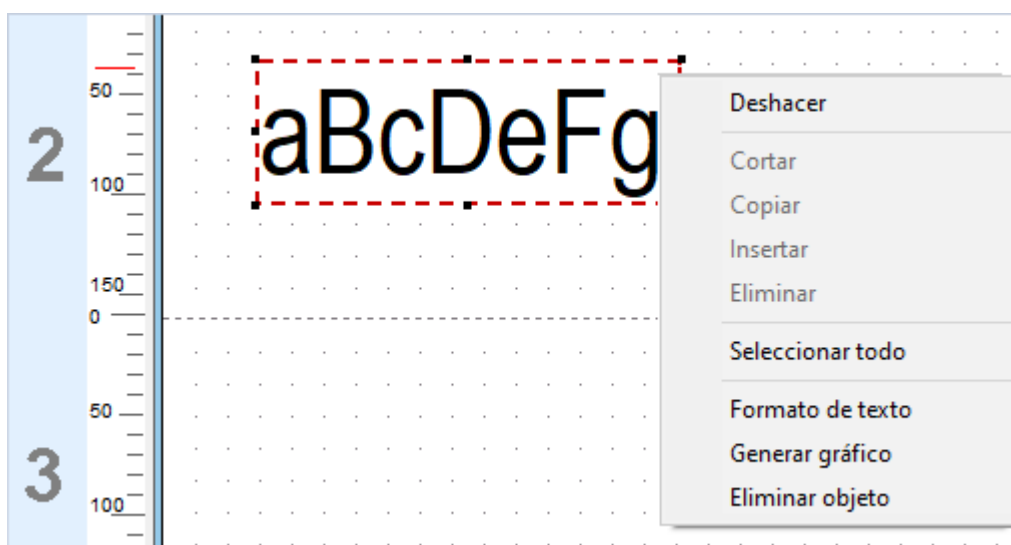 50
2
100
150
0
50
3
100
aBcDeFg
Deshacer
Cortar
Copiar
Insertar
Eliminar
Seleccionar todo
Formato de texto
Generar gráfico
Eliminar objeto